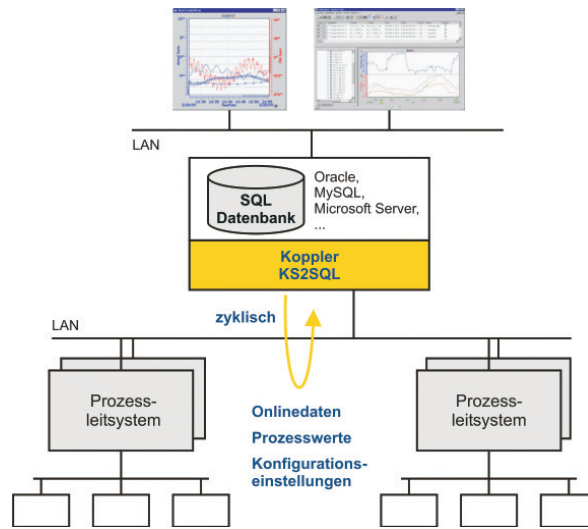 LAN
SQL
Datenbank
Oracle,
MySQL,
Microsoft Server,
...
Koppler
KS2SQL
LAN
zyklisch
Prozess-
leitsystem
Onlinedaten
Prozesswerte
Konfigurations-
einstellungen
Prozess-
leitsystem